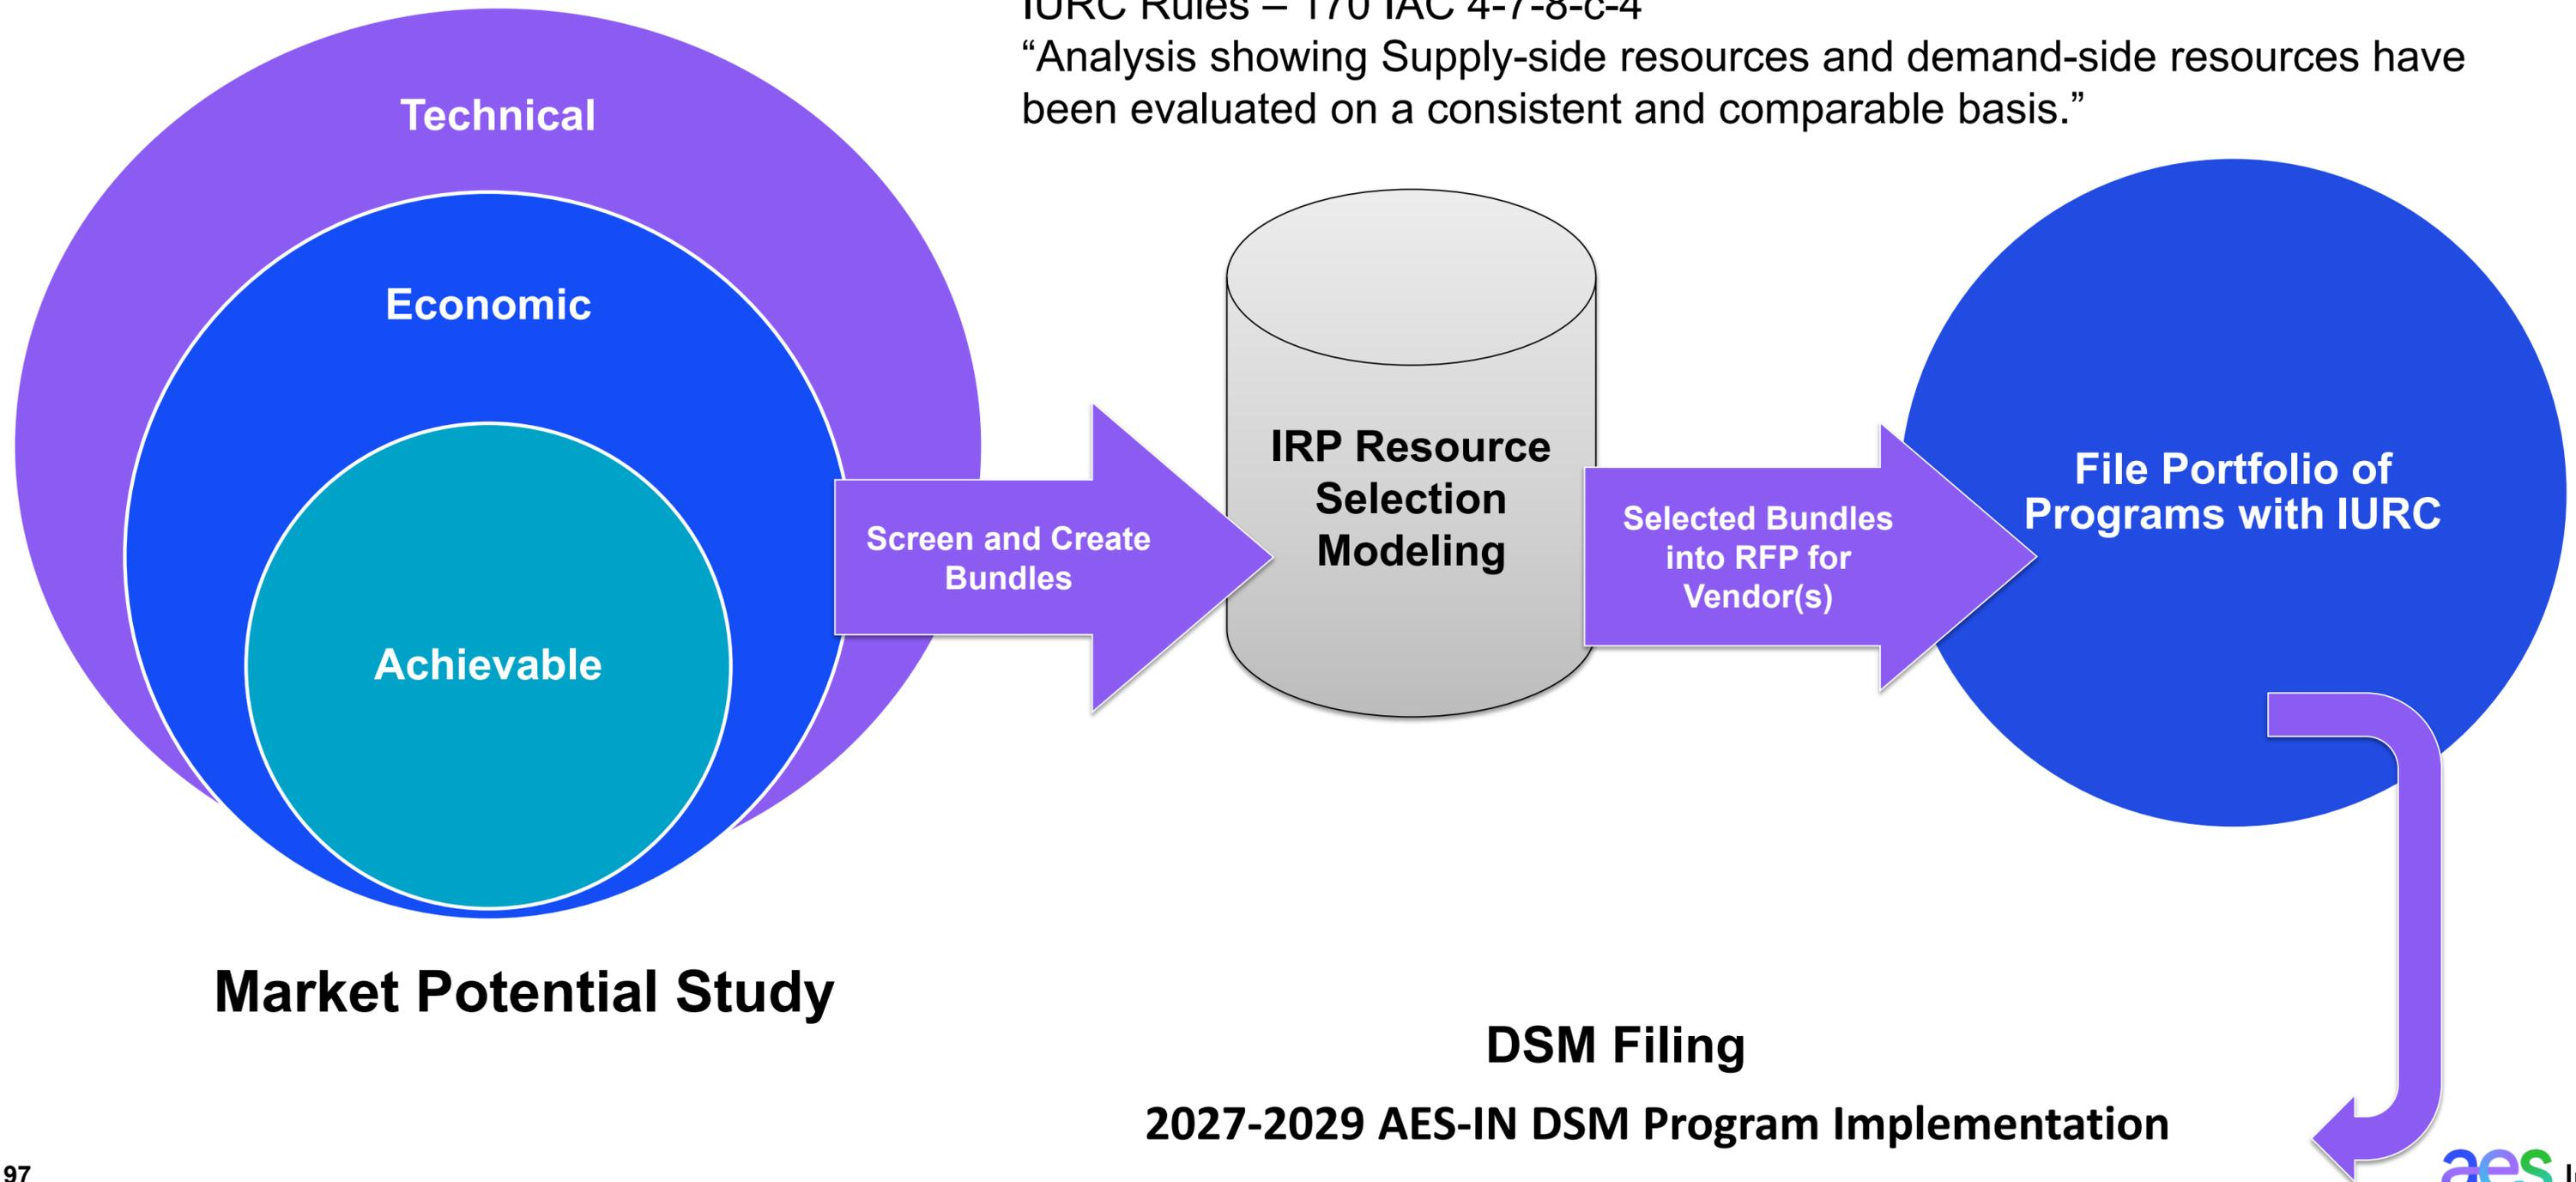 IURC Rules – 170 IAC 4-7-8-c-4
“Analysis showing Supply-side resources and demand-side resources have
been evaluated on a consistent and comparable basis.”
Technical
Economic
Achievable
Screen and Create
Bundles
IRP Resource
Selection
Modeling
Selected Bundles
into RFP for
Vendor(s)
File Portfolio of
Programs with IURC
Market Potential Study
DSM Filing
2027-2029 AES-IN DSM Program Implementation
97
aes